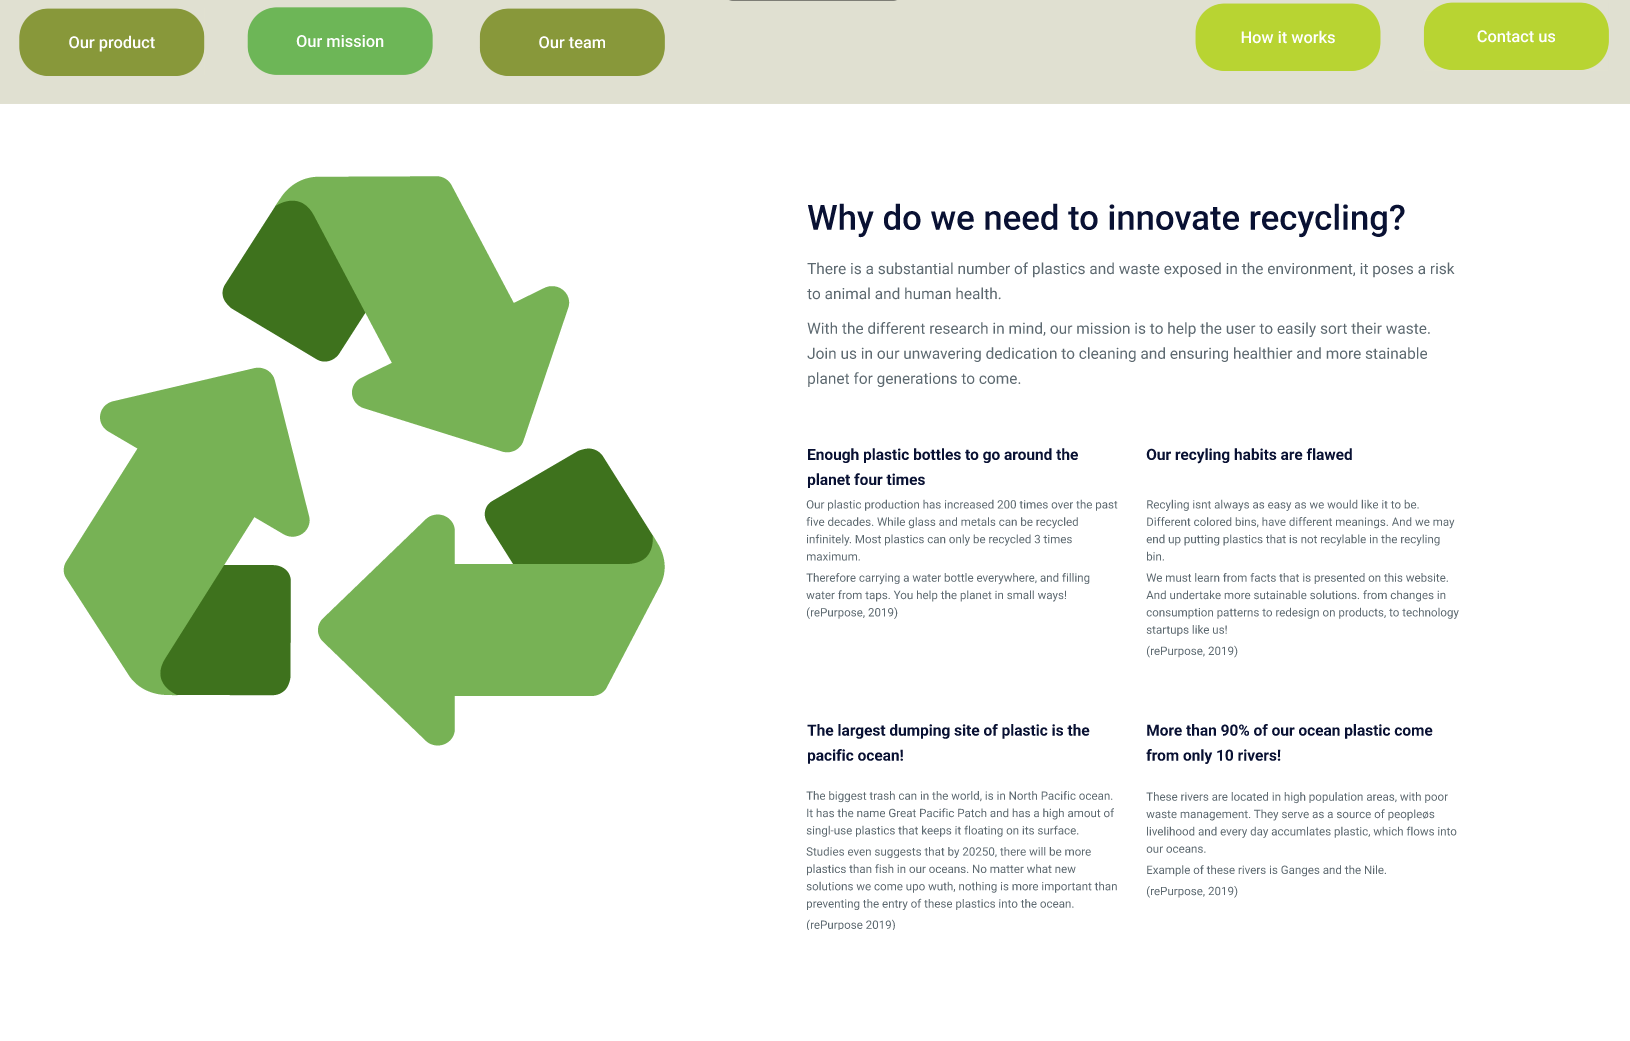 Our product
Our mission
Our team
How it works
Contact us
Why do we need to innovate recycling?
There is a substantial number of plastics and waste exposed in the environment, it poses a risk
to animal and human health.
With the different research in mind, our mission is to help the user to easily sort their waste.
Join us in our unwavering dedication to cleaning and ensuring healthier and more stainable
planet for generations to come.
Enough plastic bottles to go around the
planet four times
Our plastic production has increased 200 times over the past
five decades. While glass and metals can be recycled
infinitely. Most plastics can only be recycled 3 times
maximum.
Therefore carrying a water bottle everywhere, and filling
water from taps. You help the planet in small ways!
(rePurpose, 2019)
Our recyling habits are flawed
Recyling isnt always as easy as we would like it to be.
Different colored bins, have different meanings. And we may
end up putting plastics that is not recylable in the recyling
bin.
We must learn from facts that is presented on this website.
And undertake more sutainable solutions. from changes in
consumption patterns to redesign on products, to technology
startups like us!
(rePurpose, 2019)
The largest dumping site of plastic is the
pacific ocean!
The biggest trash can in the world, is in North Pacific ocean.
It has the name Great Pacific Patch and has a high amout of
singl-use plastics that keeps it floating on its surface.
Studies even suggests that by 20250, there will be more
plastics than fish in our oceans. No matter what new
solutions we come upo wuth, nothing is more important than
preventing the entry of these plastics into the ocean.
(rePurpose 2019)
More than 90% of our ocean plastic come
from only 10 rivers!
These rivers are located in high population areas, with poor
waste management. They serve as a source of peopleøs
livelihood and every day accumlates plastic, which flows into
our oceans.
Example of these rivers is Ganges and the Nile.
(rePurpose, 2019)